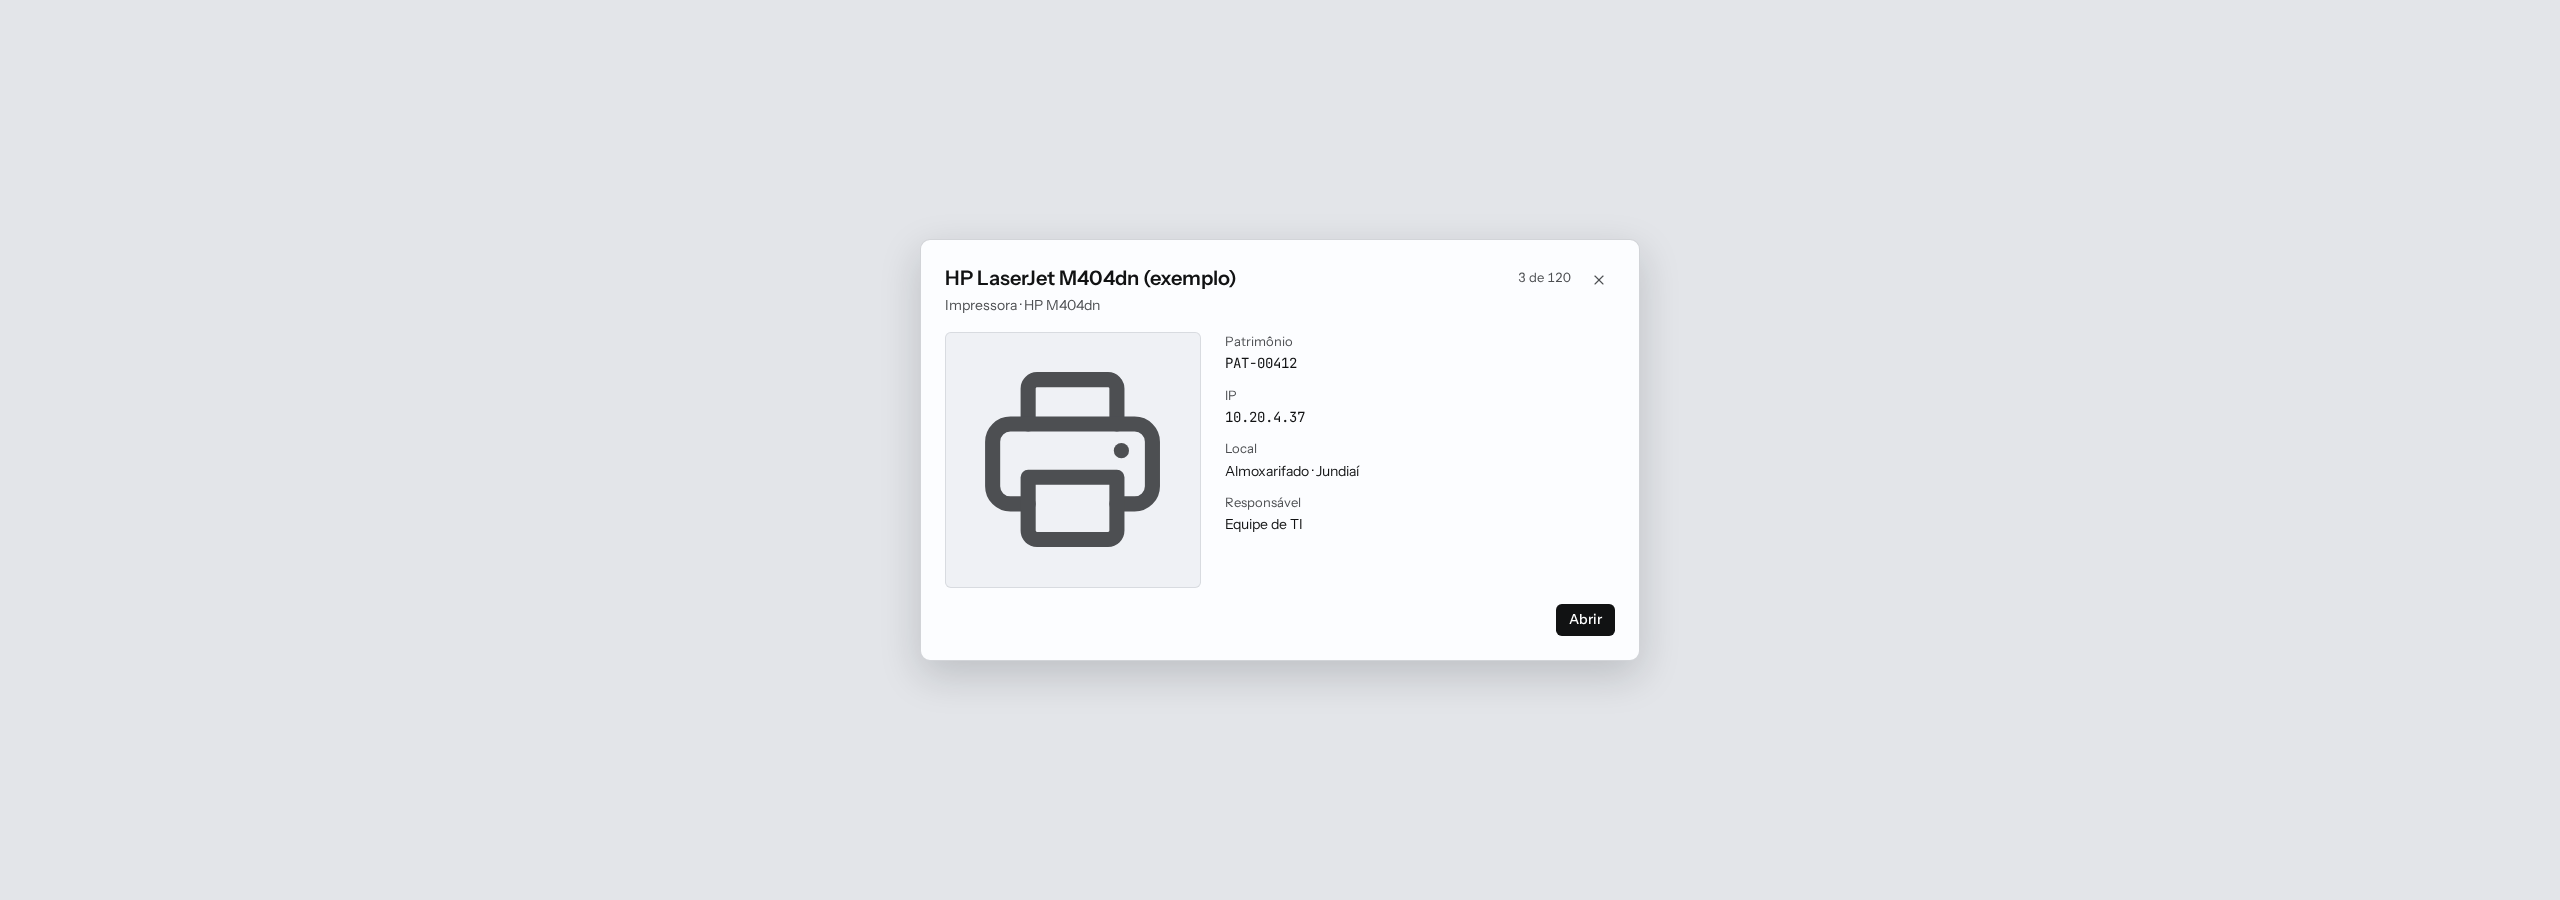 HP LaserJet M404dn (exemplo)
3 de 120
Impressora · HP M404dn
Patrimônio
PAT-00412
IP
10.20.4.37
Local
Almoxarifado · Jundiaí
Responsável
Equipe de TI
Abrir